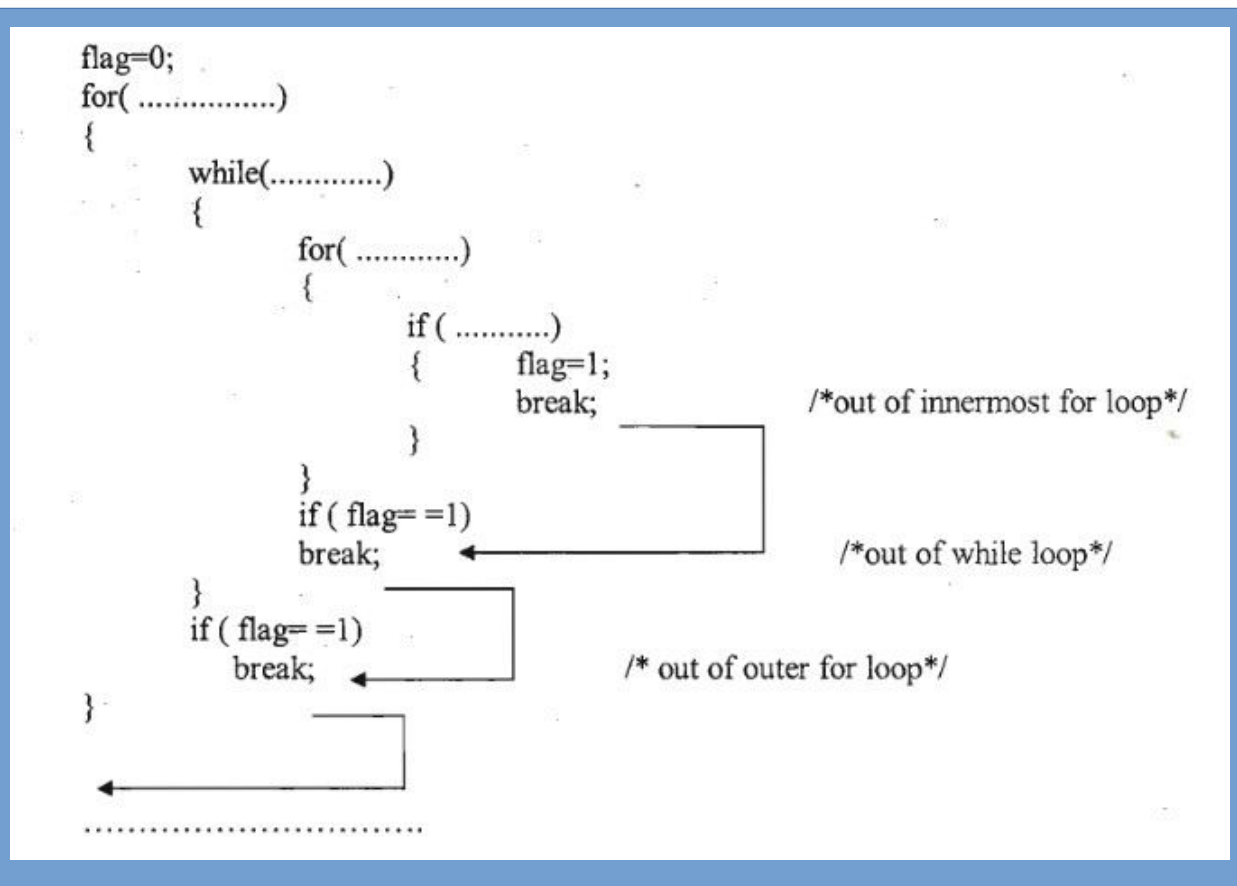 flag=0;
for( ................)
{
while(.............)
{
for( ............)
{
if ( ...........)
{ flag=1;
break; /*out of innermost for loop*/
}
}
if ( flag= =1)
break; /*out of while loop*/
}
if ( flag= =1)
break; /* out of outer for loop*/
}
...............................